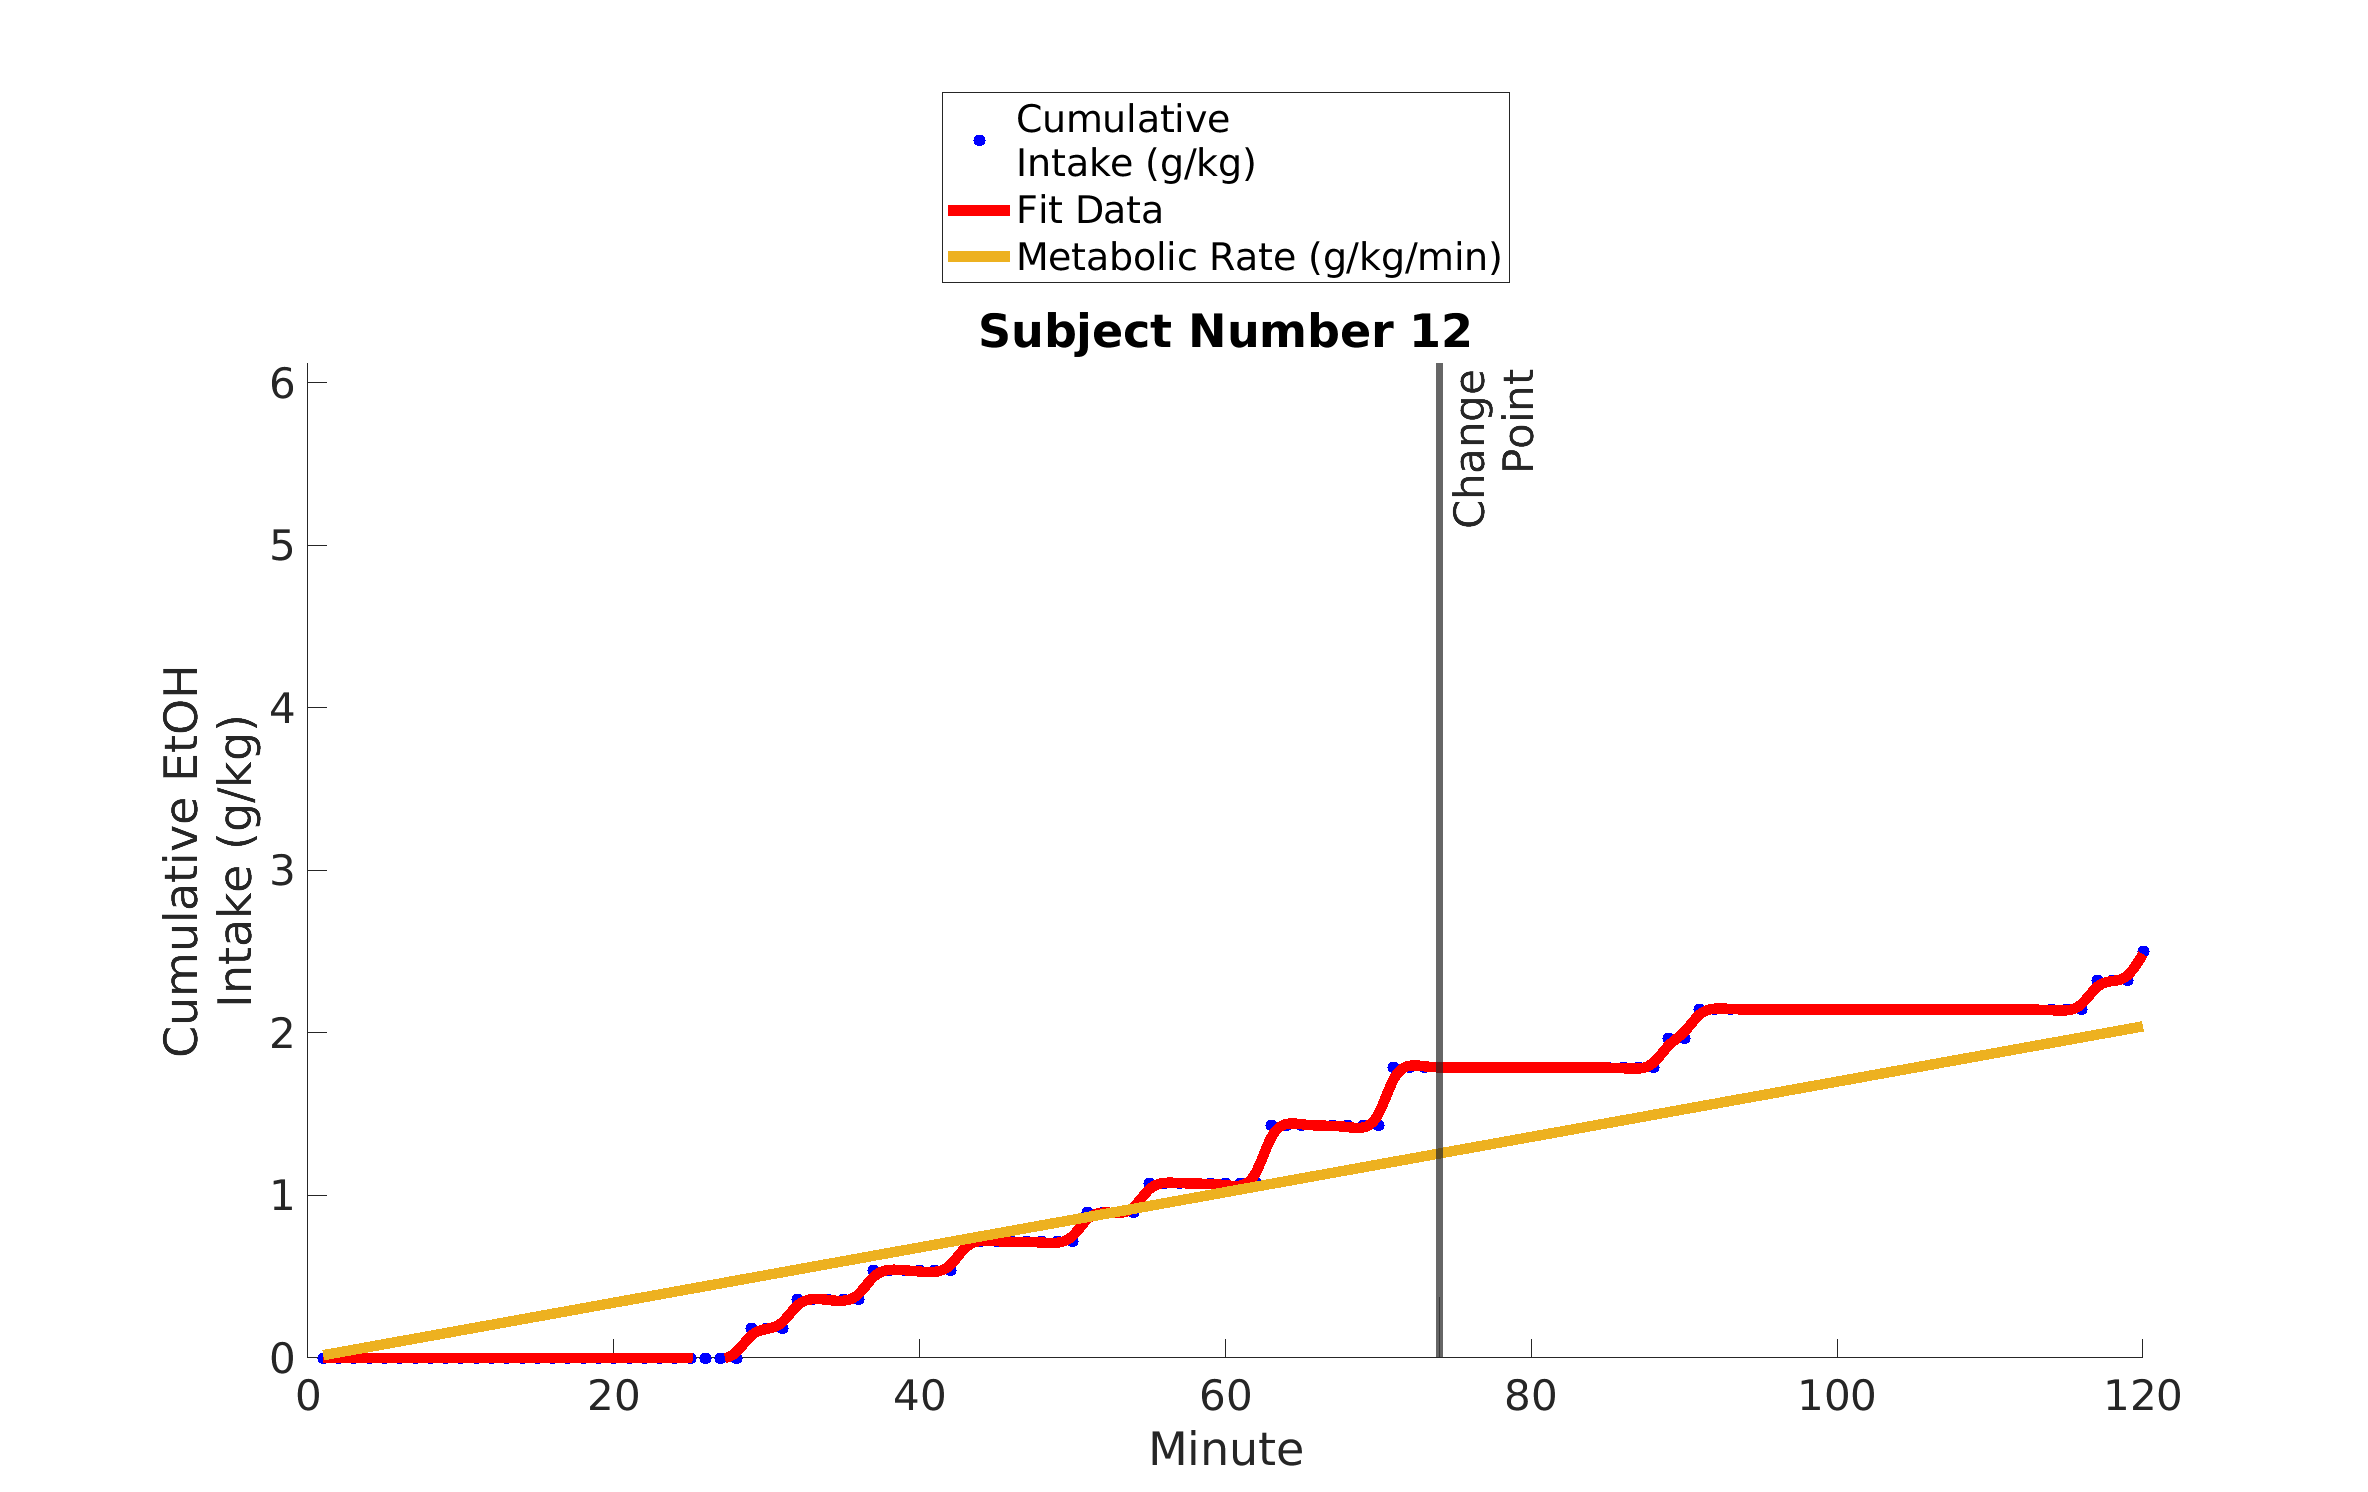 Cumulative
Intake (g/kg)
Fit Data
Metabolic Rate (g/kg/min)
Subject Number 12
Change
Point
Cumulative EtOH
Intake (g/kg)
6
5
4
3
2
1
0
0 20 40 60 80 100 120
Minute